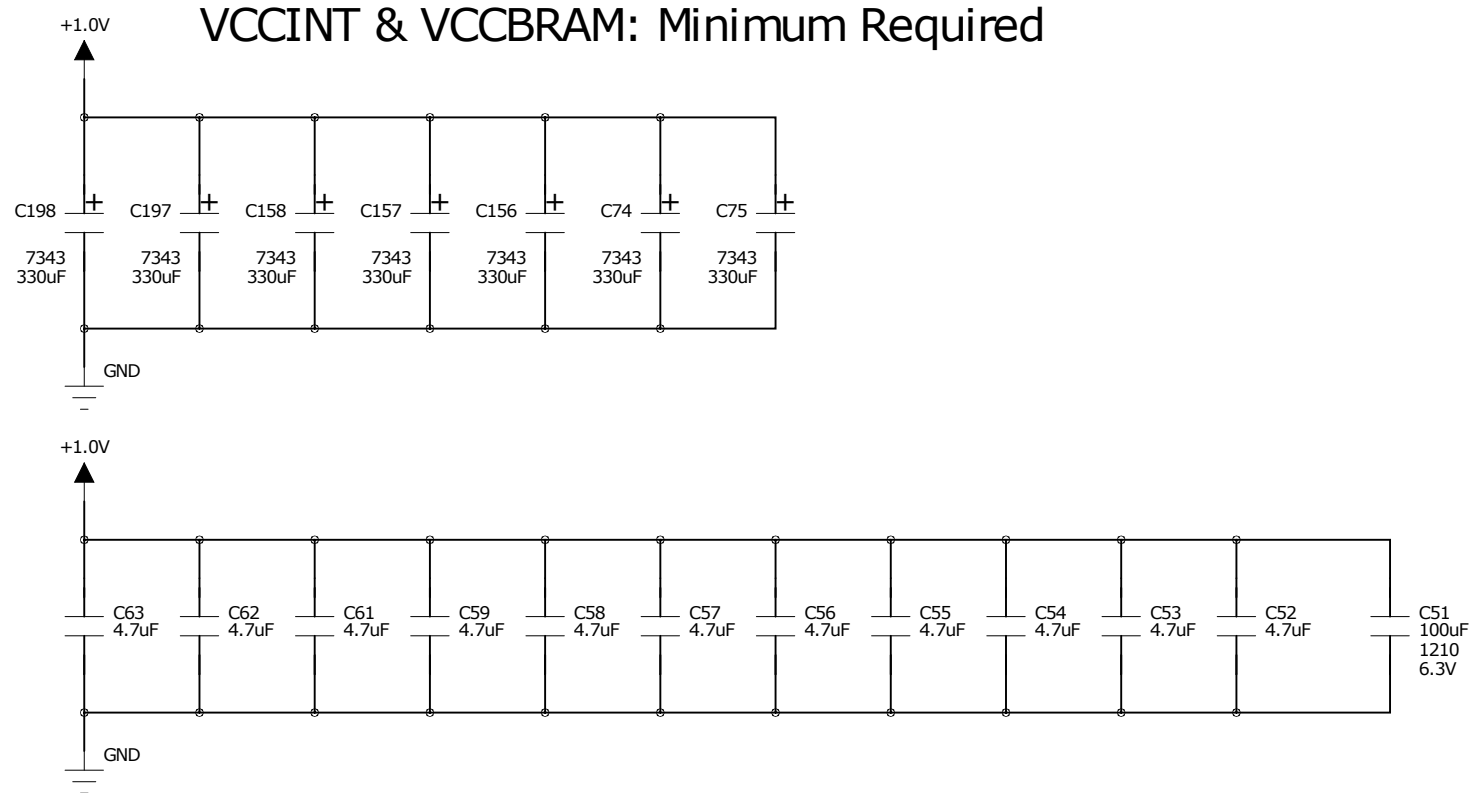 VCCINT & VCCBRAM: Minimum Required
+1.0V
C198
+
7343
330uF
C197
+
7343
330uF
C158
+
7343
330uF
C157
+
7343
330uF
C156
+
7343
330uF
C74
+
7343
330uF
C75
+
7343
330uF
GND
+1.0V
C63
4.7uF
C62
4.7uF
C61
4.7uF
C59
4.7uF
C58
4.7uF
C57
4.7uF
C56
4.7uF
C55
4.7uF
C54
4.7uF
C53
4.7uF
C52
4.7uF
C51
100uF
1210
6.3V
GND